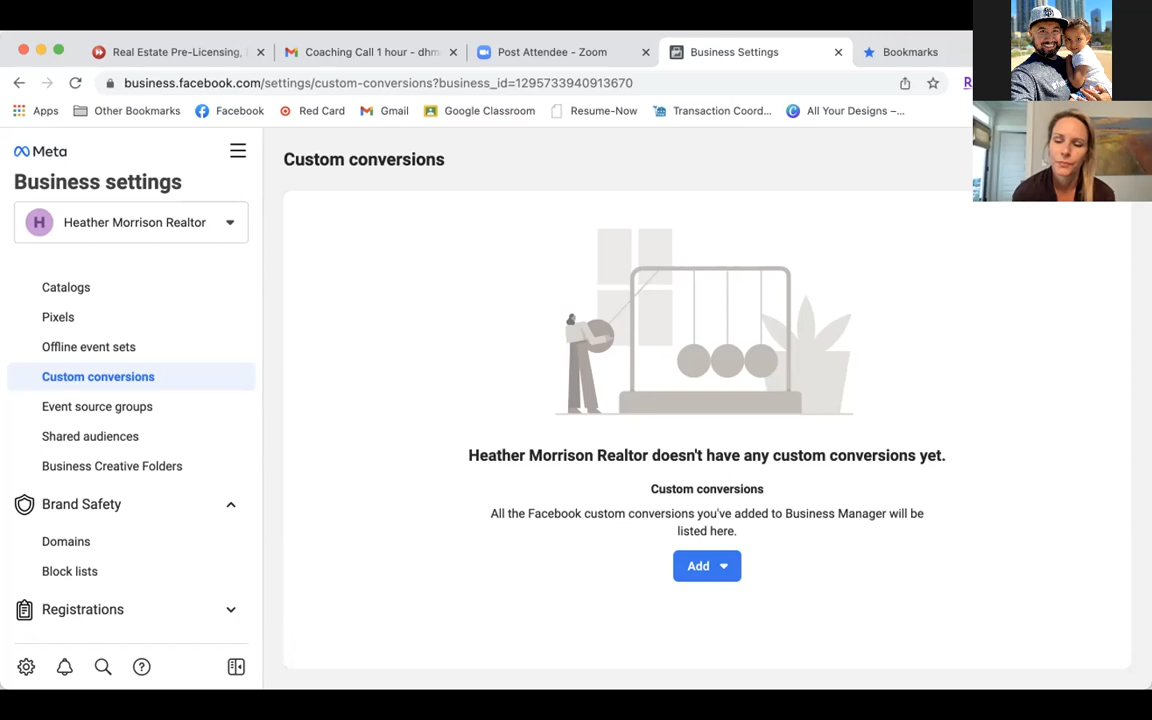 Real Estate Pre-Licensing,
Coaching Call 1 hour - dhm
Post Attendee - Zoom
Business Settings
Bookmarks
business.facebook.com/settings/custom-conversions?business_id=1295733940913670
Apps
Other Bookmarks
Facebook
Red Card
Gmail
Google Classroom
Resume-Now
Transaction Coord...
All Your Designs –...
Meta
Business settings
H Heather Morrison Realtor
Catalogs
Pixels
Offline event sets
Custom conversions
Event source groups
Shared audiences
Business Creative Folders
Brand Safety
Domains
Block lists
Registrations
Custom conversions
Heather Morrison Realtor doesn't have any custom conversions yet.
Custom conversions
All the Facebook custom conversions you've added to Business Manager will be
listed here.
Add